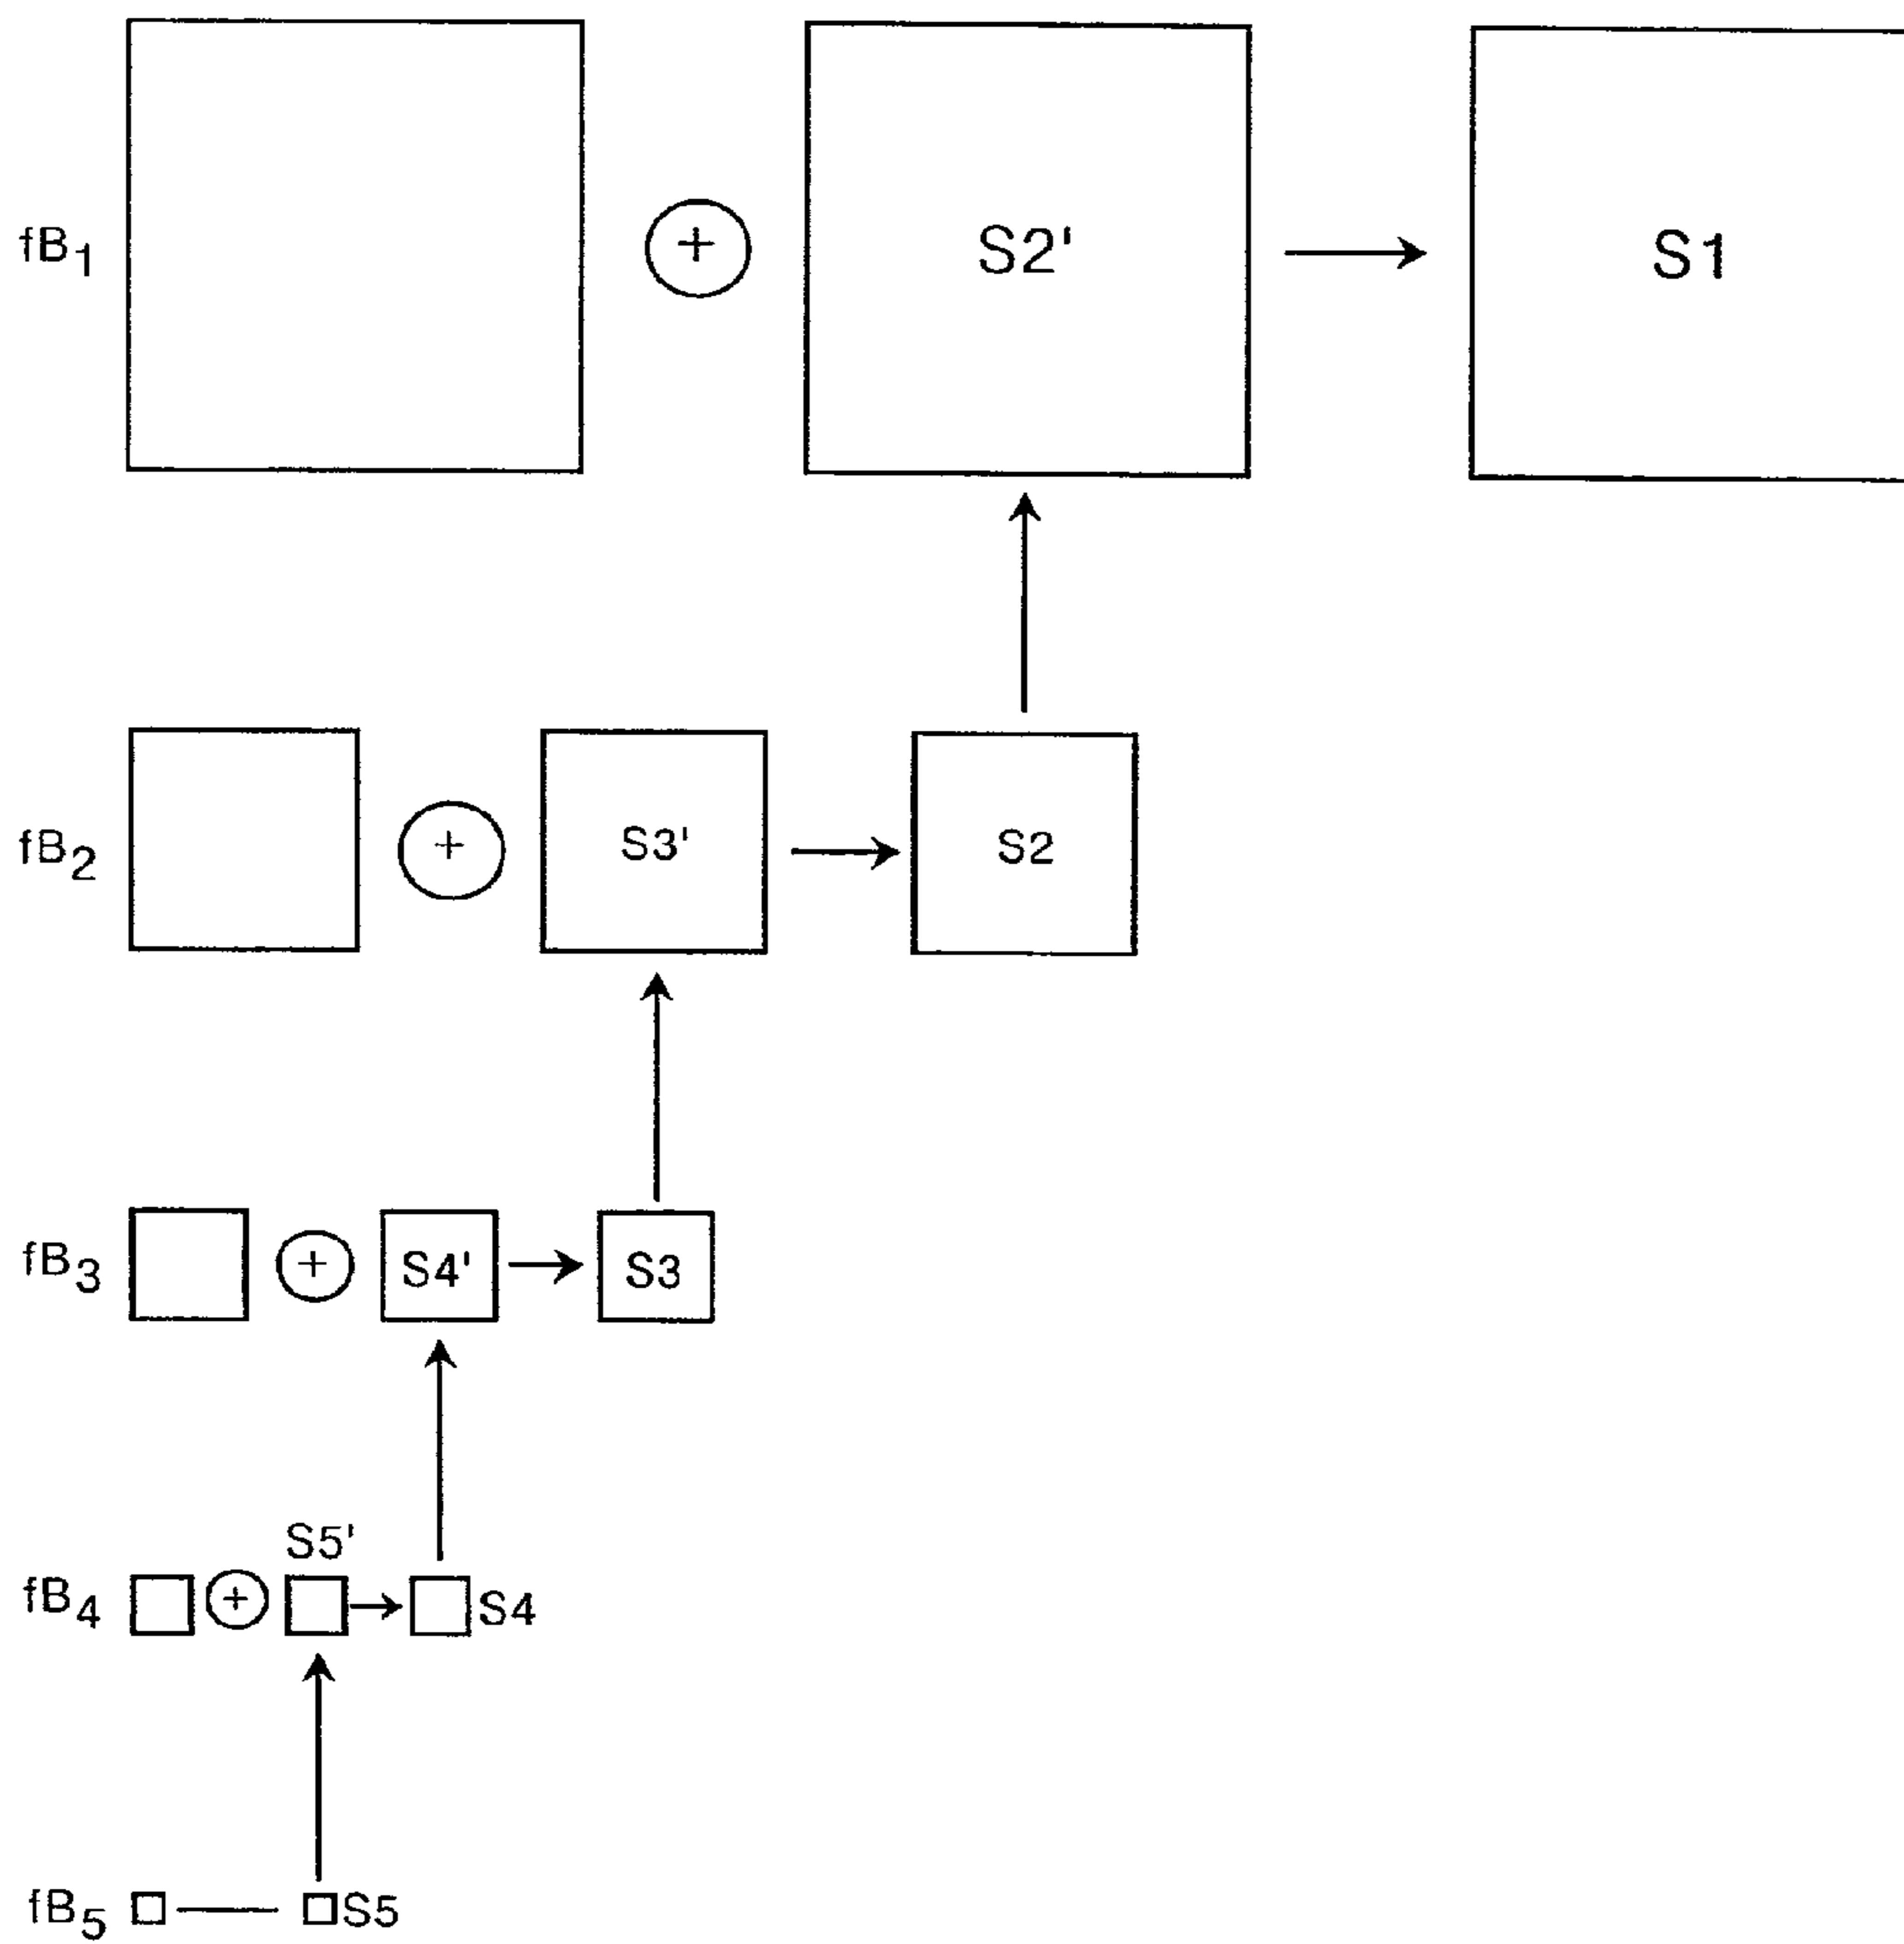 fB1 + S2' S1
fB2 + S3' S2
fB3 + S4' S3
S5'
fB4 + S4
fB5 S5